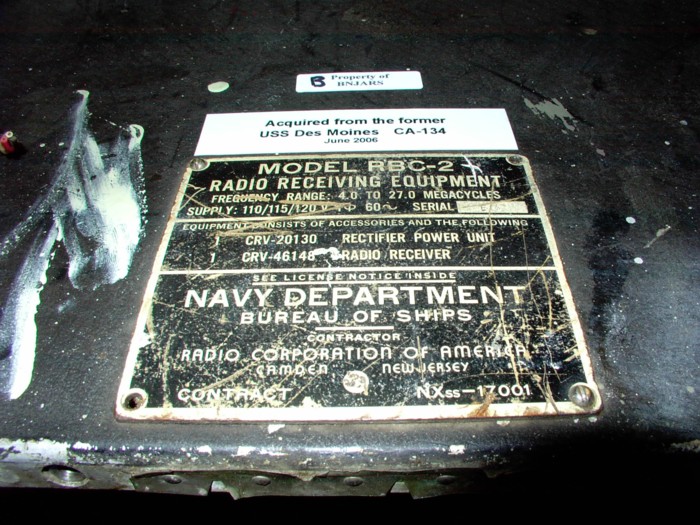 B Property of
BNJARS
Acquired from the former
USS Des Moines CA-134
June 2006
MODEL RBC-2
RADIO RECEIVING EQUIPMENT
FREQUENCY RANGE: 4.0 TO 27.0 MEGACYCLES
SUPPLY: 110/115/120 V. 1 Φ 60~ SERIAL
EQUIPMENT CONSISTS OF ACCESSORIES AND THE FOLLOWING
1 CRV-20130 RECTIFIER POWER UNIT
1 CRV-46148 RADIO RECEIVER
SEE LICENSE NOTICE INSIDE
NAVY DEPARTMENT
BUREAU OF SHIPS
CONTRACTOR
RADIO CORPORATION OF AMERICA
CAMDEN NEW JERSEY
CONTRACT NXss-17001